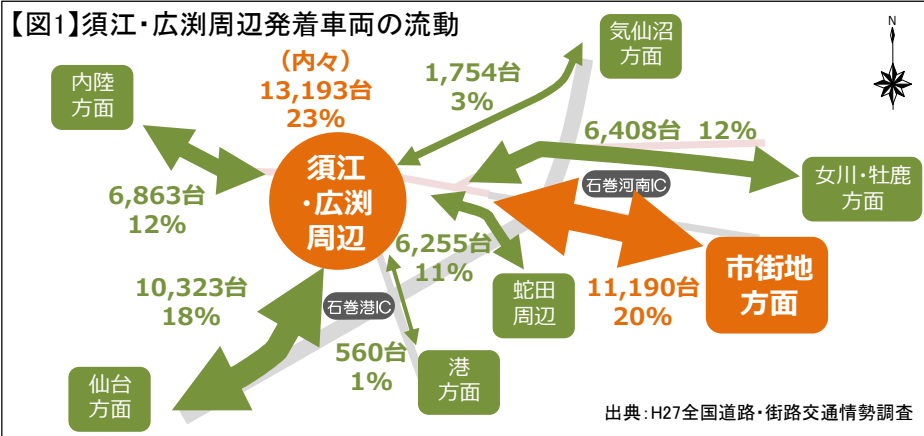 【図1】須江・広渕周辺発着車両の流動
N
気仙沼
方面
(内々)
13,193台
23%
1,754台
3%
内陸
方面
6,408台 12%
須江
・広渕
周辺
石巻河南IC
女川・牡鹿
方面
6,863台
12%
6,255台
11%
市街地
方面
10,323台
18%
石巻港IC
蛇田
周辺
11,190台
20%
560台
1%
港
方面
仙台
方面
出典：H27全国道路・街路交通情勢調査